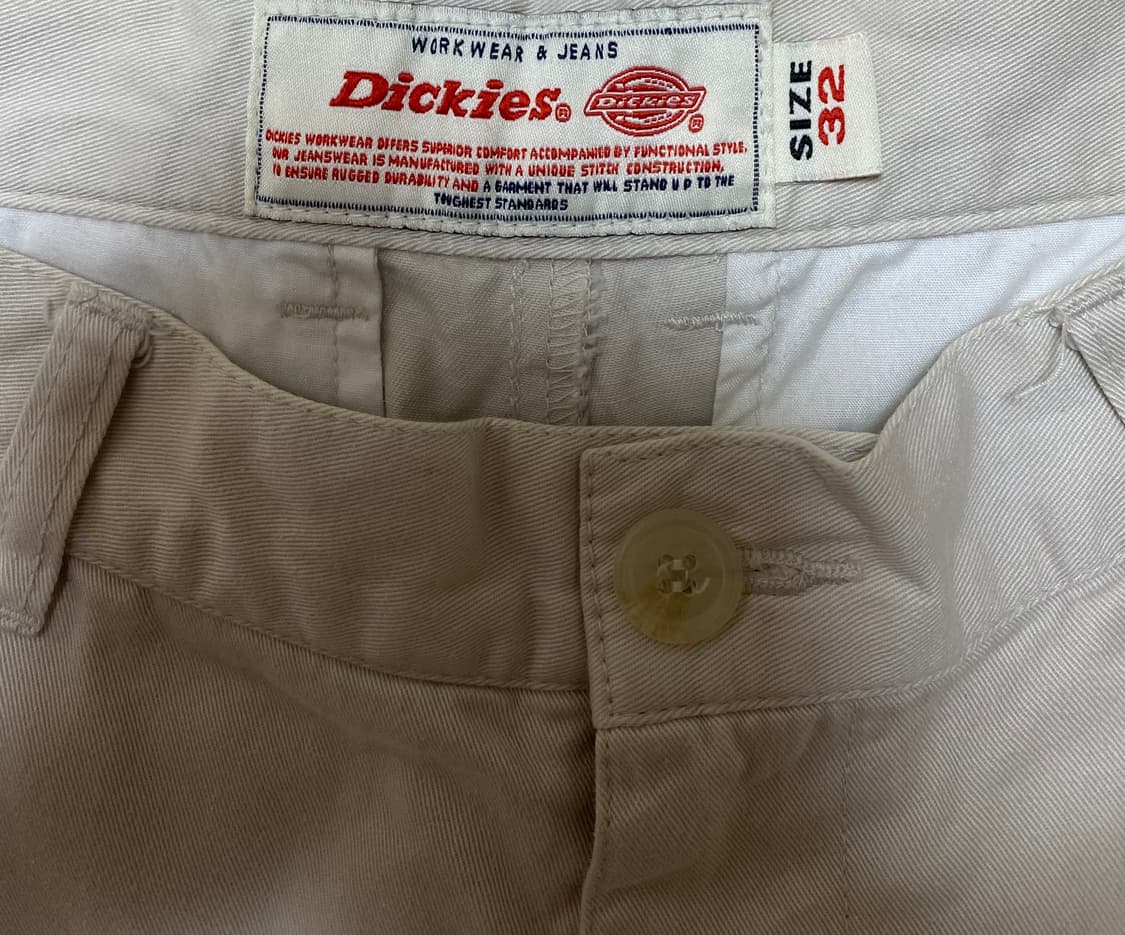 WORKWEAR & JEANS
Dickies®
Dickies ®
DICKIES WORKWEAR OFFERS SUPERIOR COMFORT ACCOMPANIED BY FUNCTIONAL STYLE,
OUR JEANSWEAR IS MANUFACTURED WITH A UNIQUE STITCH CONSTRUCTION,
TO ENSURE RUGGED DURABILITY AND A GARMENT THAT WILL STAND UP TO THE
TOUGHEST STANDARDS
SIZE
32